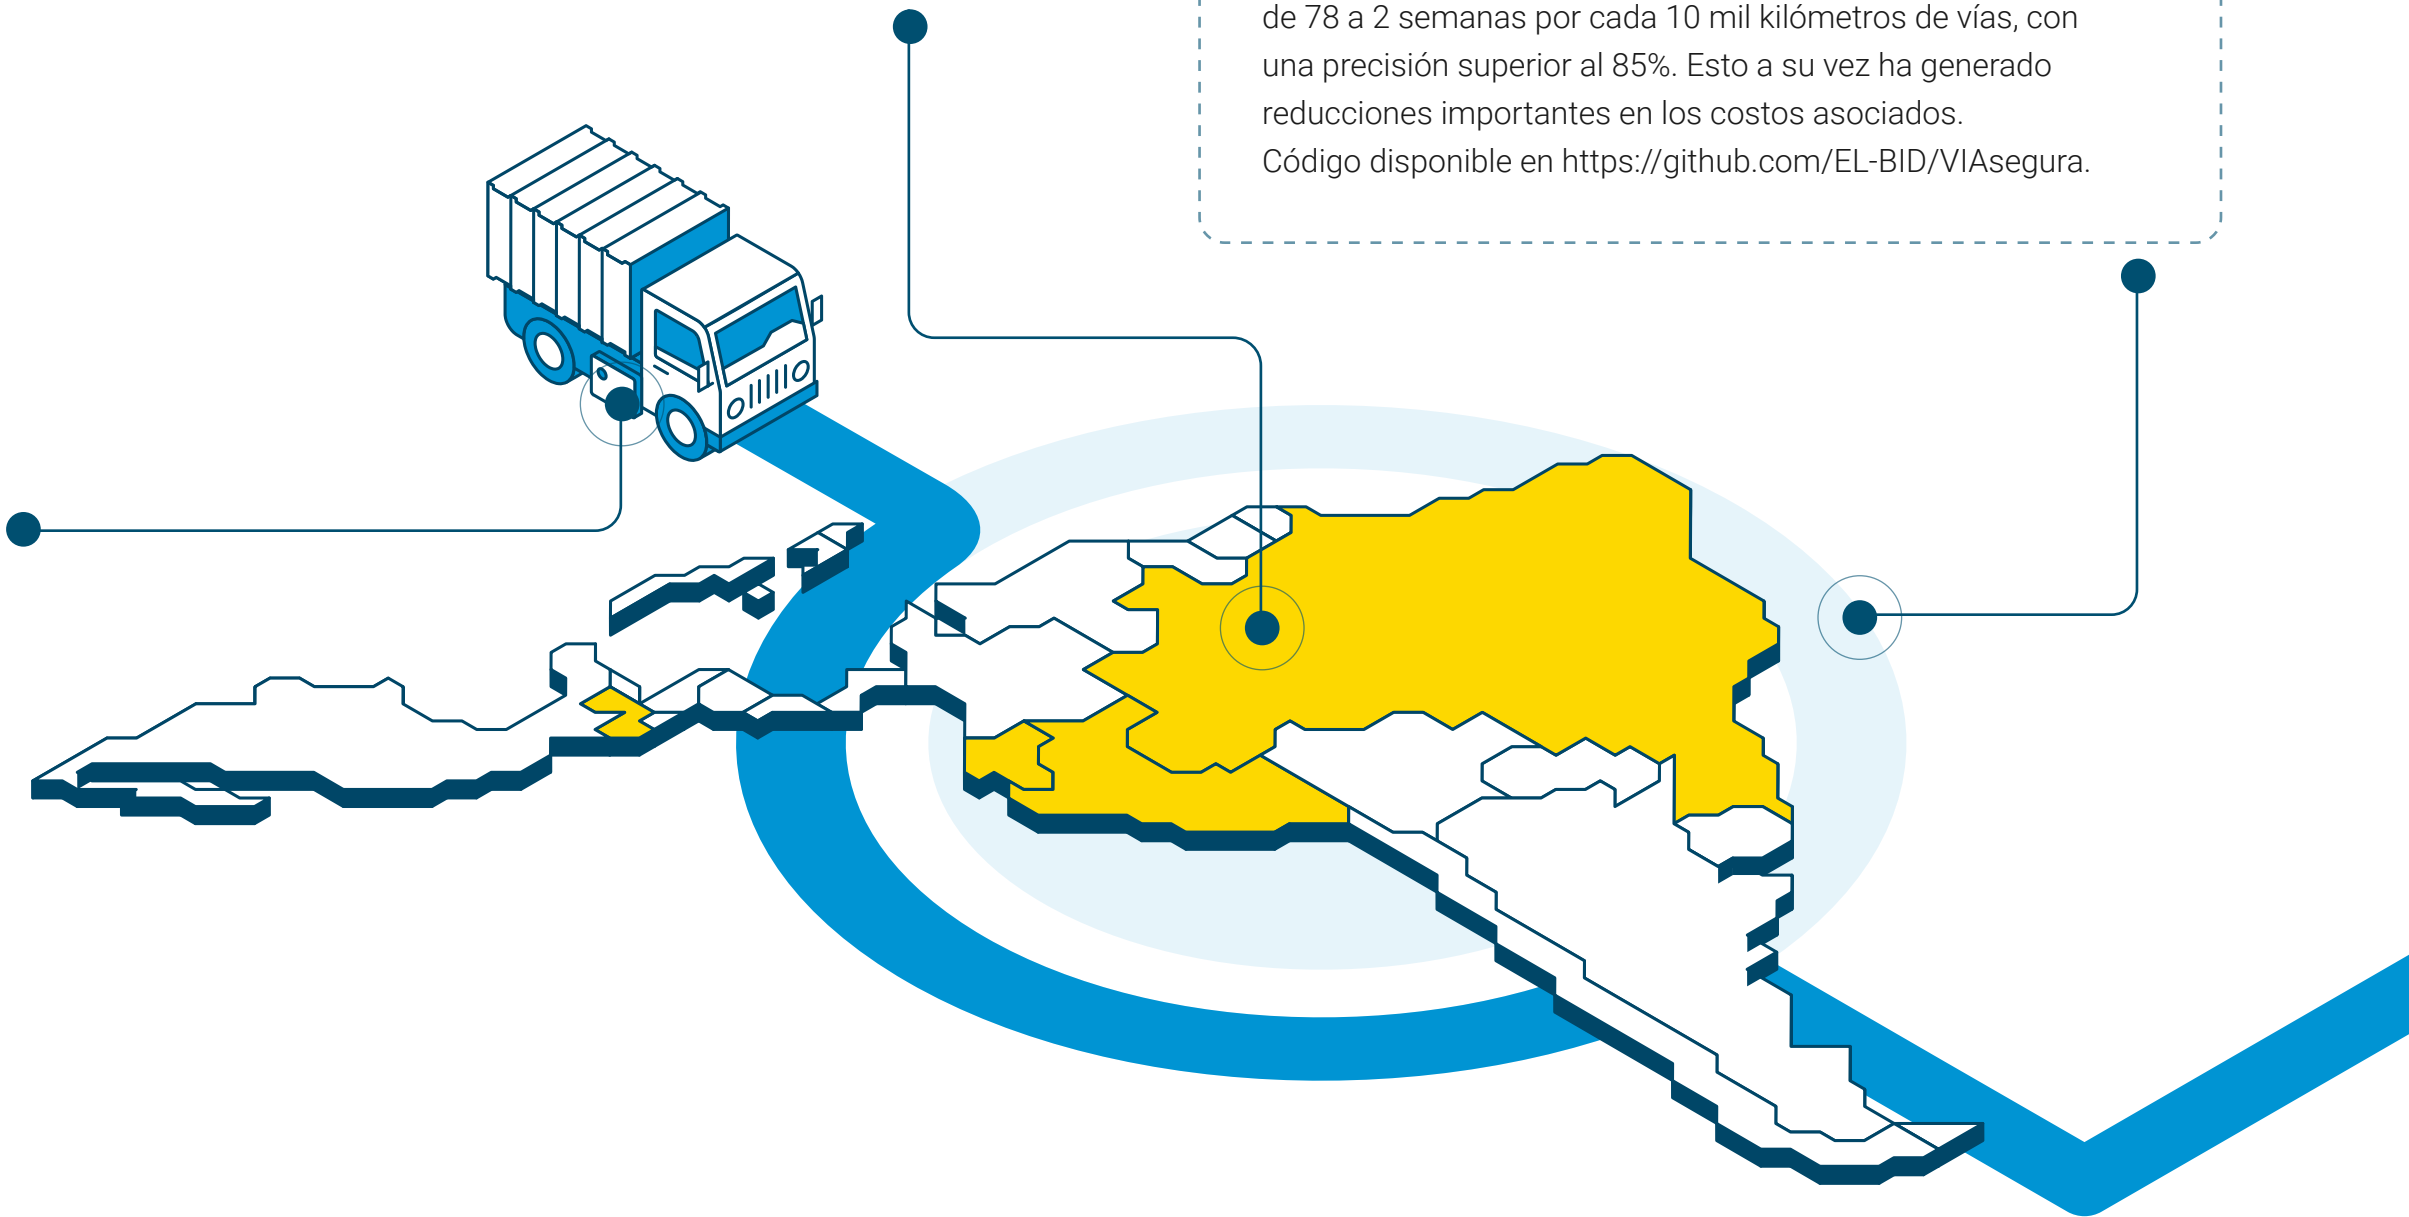 de 78 a 2 semanas por cada 10 mil kilómetros de vías, con
una precisión superior al 85%. Esto a su vez ha generado
reducciones importantes en los costos asociados.
Código disponible en https://github.com/EL-BID/VIAsegura.